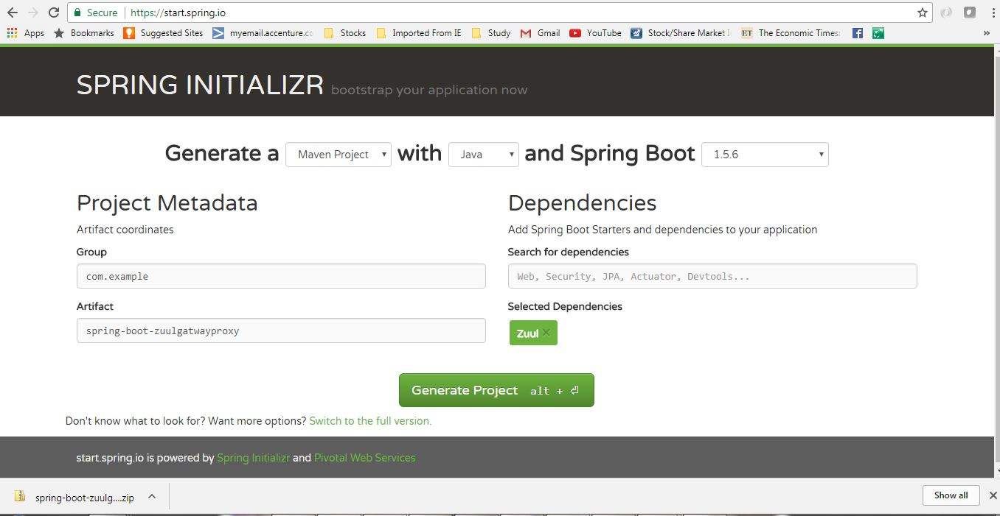 Secure https://start.spring.io
Apps Bookmarks Suggested Sites myemail.accenture.co Stocks Imported From IE Study Gmail YouTube Stock/Share Market I ET The Economic Times: »
SPRING INITIALIZR bootstrap your application now
Generate a Maven Project with Java and Spring Boot 1.5.6
Project Metadata
Artifact coordinates
Group
com.example
Artifact
spring-boot-zuulgatwayproxy
Dependencies
Add Spring Boot Starters and dependencies to your application
Search for dependencies
Web, Security, JPA, Actuator, Devtools...
Selected Dependencies
Zuul ×
Generate Project alt + ⏎
Don't know what to look for? Want more options? Switch to the full version.
start.spring.io is powered by Spring Initializr and Pivotal Web Services
spring-boot-zuulg....zip
Show all